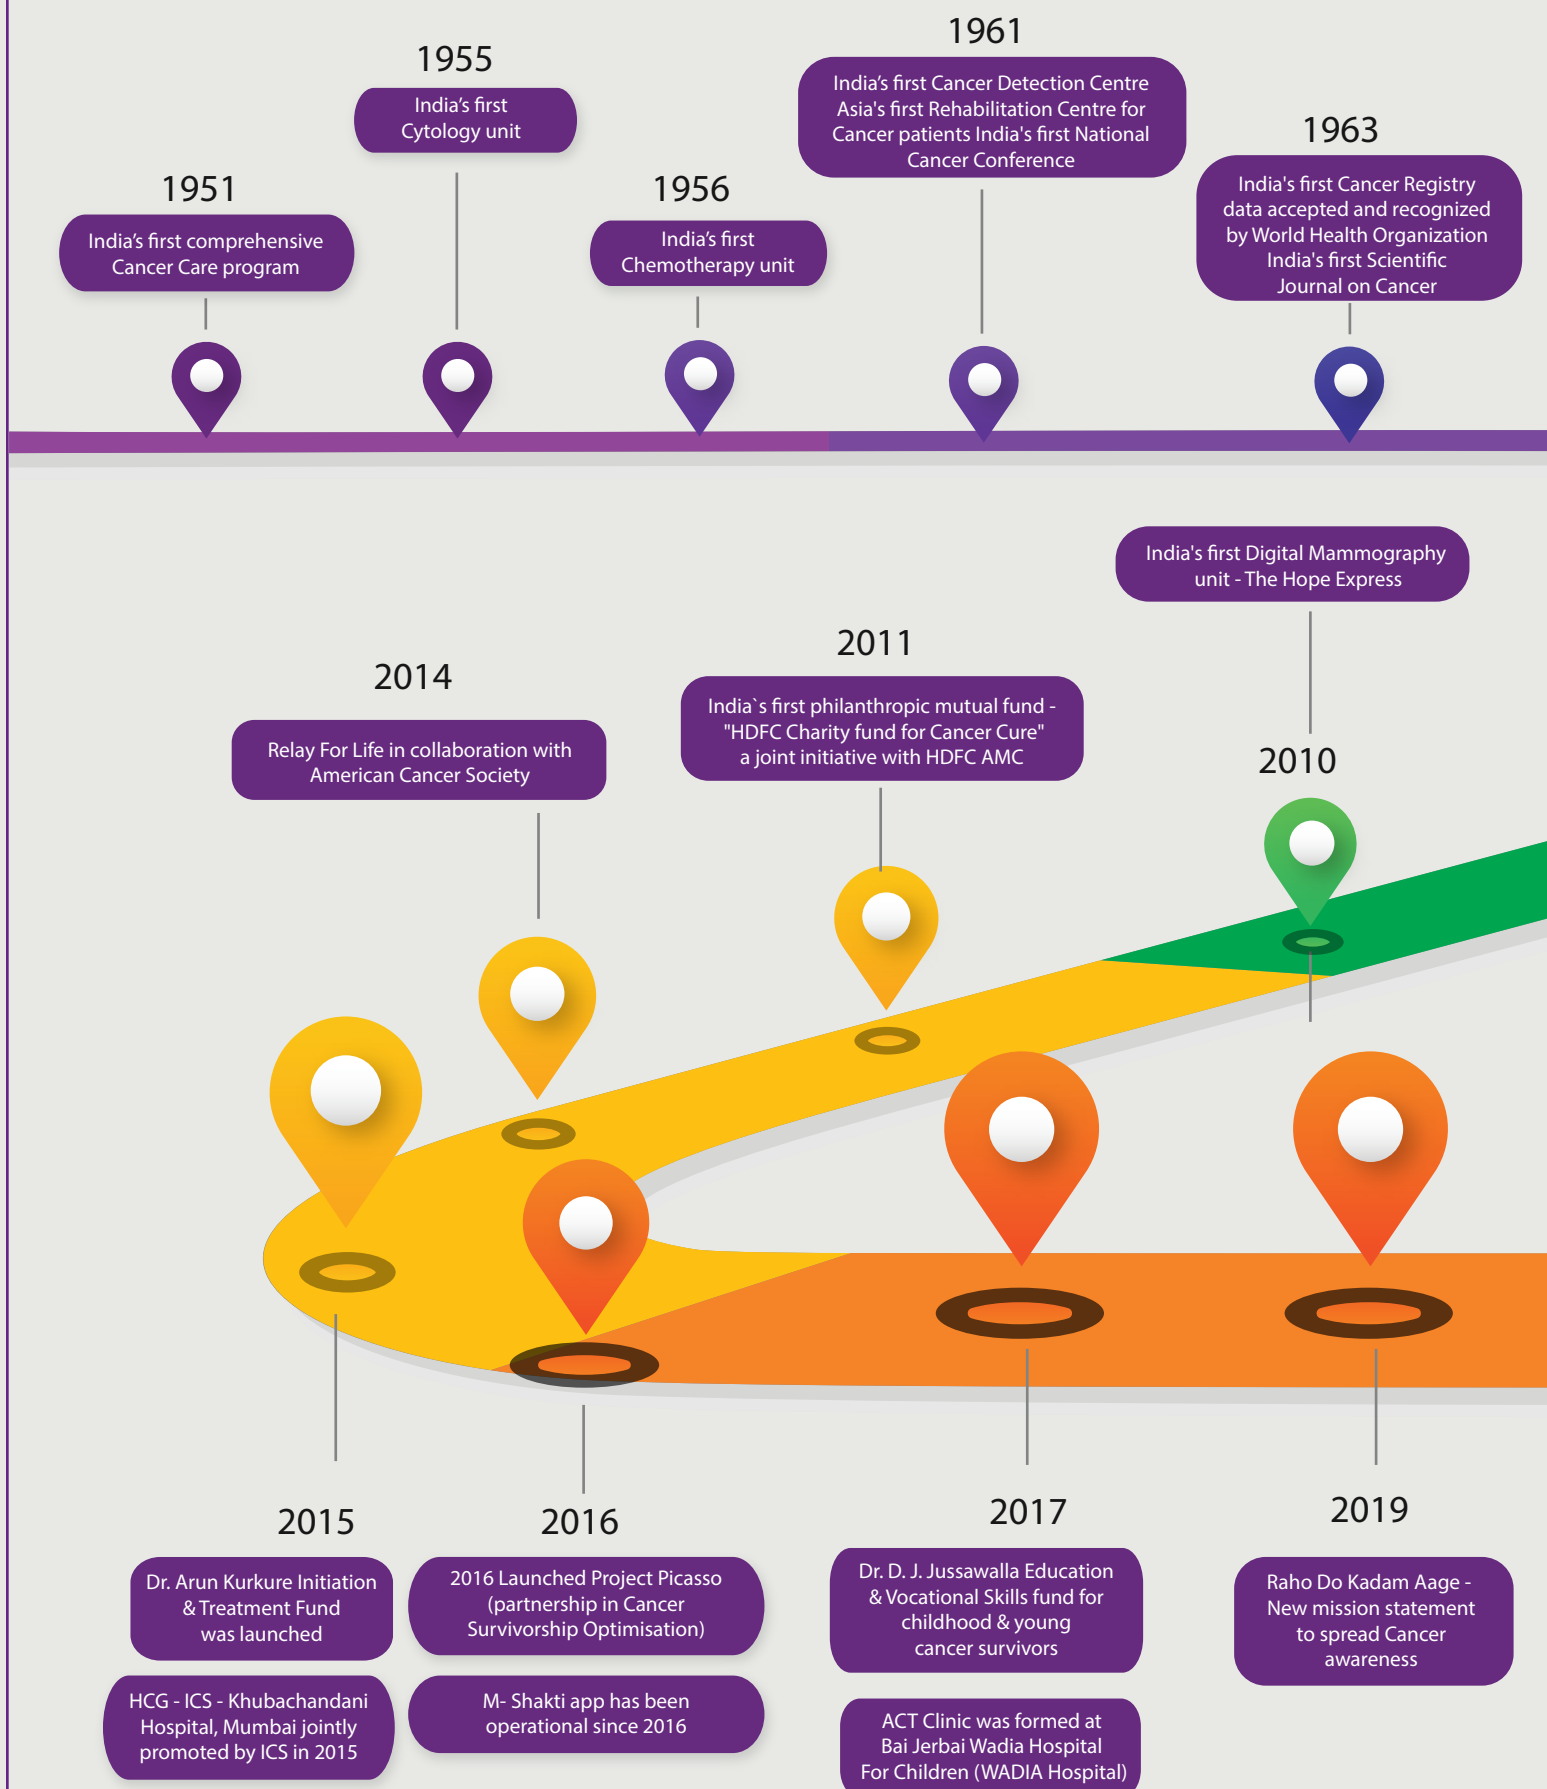 1951
India’s first comprehensive
Cancer Care program
1955
India’s first
Cytology unit
1956
India’s first
Chemotherapy unit
1961
India’s first Cancer Detection Centre
Asia's first Rehabilitation Centre for
Cancer patients India's first National
Cancer Conference
1963
India's first Cancer Registry
data accepted and recognized
by World Health Organization
India's first Scientific
Journal on Cancer
India's first Digital Mammography
unit - The Hope Express
2010
2011
India`s first philanthropic mutual fund -
"HDFC Charity fund for Cancer Cure"
a joint initiative with HDFC AMC
2014
Relay For Life in collaboration with
American Cancer Society
2015
Dr. Arun Kurkure Initiation
& Treatment Fund
was launched
HCG - ICS - Khubachandani
Hospital, Mumbai jointly
promoted by ICS in 2015
2016
2016 Launched Project Picasso
(partnership in Cancer
Survivorship Optimisation)
M- Shakti app has been
operational since 2016
2017
Dr. D. J. Jussawalla Education
& Vocational Skills fund for
childhood & young
cancer survivors
ACT Clinic was formed at
Bai Jerbai Wadia Hospital
For Children (WADIA Hospital)
2019
Raho Do Kadam Aage -
New mission statement
to spread Cancer
awareness